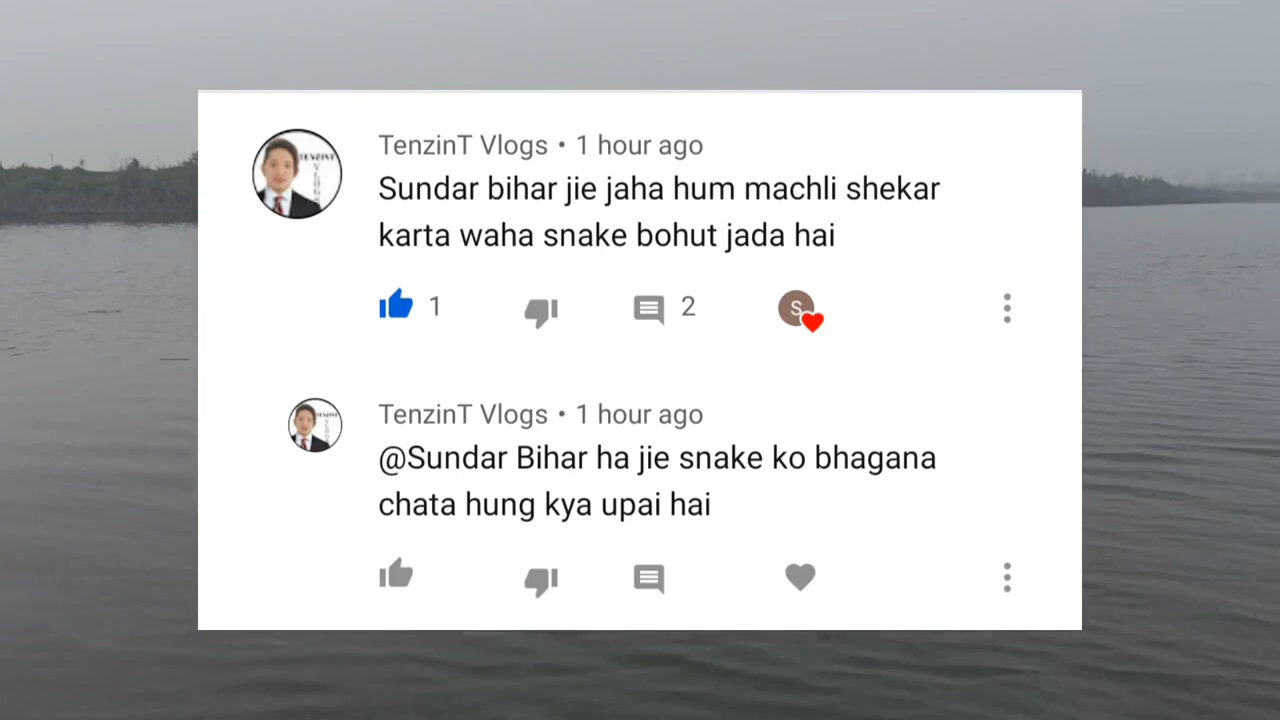 TenzinT Vlogs • 1 hour ago
Sundar bihar jie jaha hum machli shekar
karta waha snake bohut jada hai
1
2
S
TenzinT Vlogs • 1 hour ago
@Sundar Bihar ha jie snake ko bhagana
chata hung kya upai hai